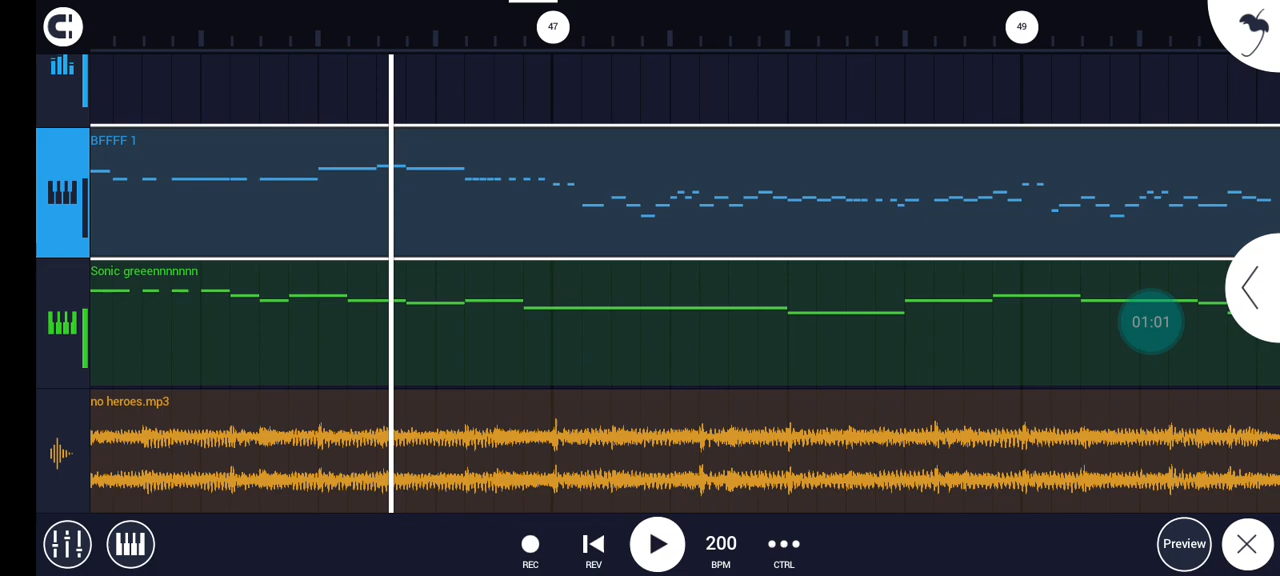 47
49
BFFFF 1
Sonic greeennnnnnn
01:01
no heroes.mp3
REC
REV
200
BPM
CTRL
Preview